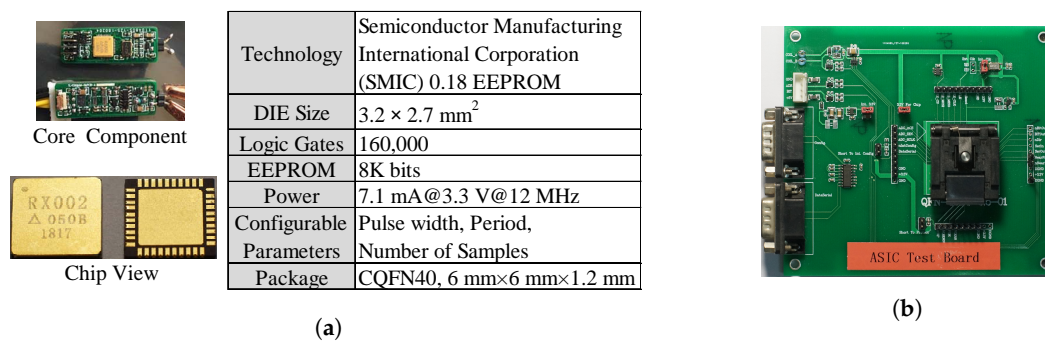 Core Component
RX002
△ 050B
1817
Chip View
Technology
Semiconductor Manufacturing
International Corporation
(SMIC) 0.18 EEPROM
DIE Size
3.2 × 2.7 mm²
Logic Gates
160,000
EEPROM
8K bits
Power
7.1 mA@3.3 V@12 MHz
Configurable
Parameters
Pulse width, Period,
Number of Samples
Package
CQFN40, 6 mm×6 mm×1.2 mm
(a)
ASIC Test Board
(b)